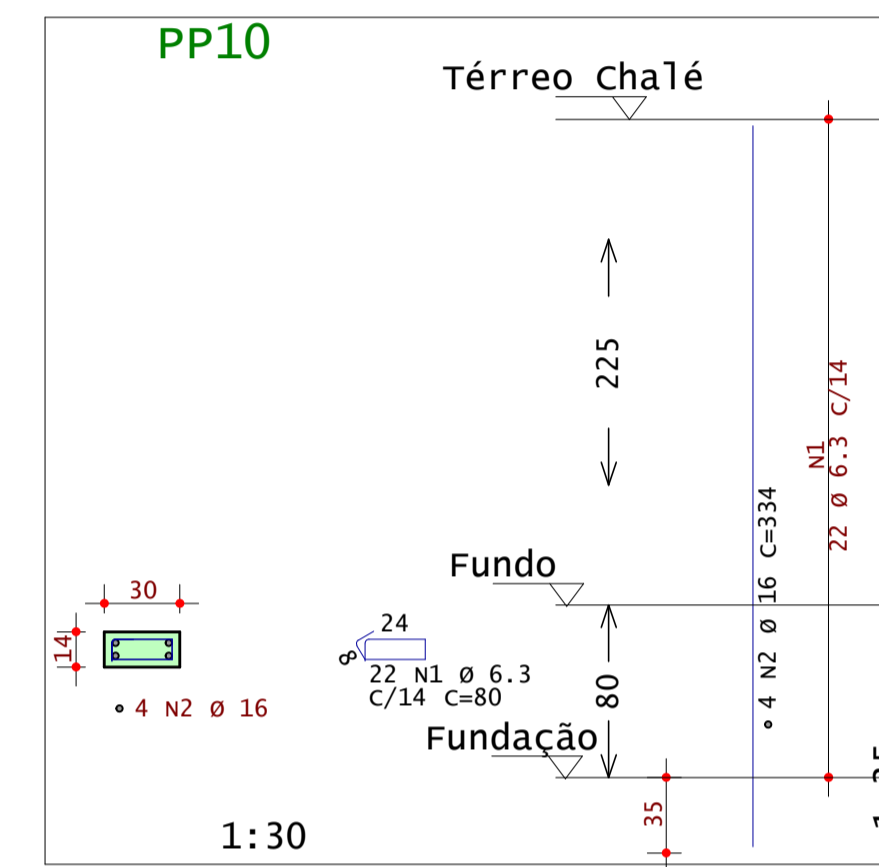 PP10
Térreo Chalé
225
N1
22 Ø 6.3 C/14
4 N2 Ø 16 C=334
Fundo
30
14
24
8
22 N1 Ø 6.3
C/14 C=80
4 N2 Ø 16
80
Fundação
35
1:30